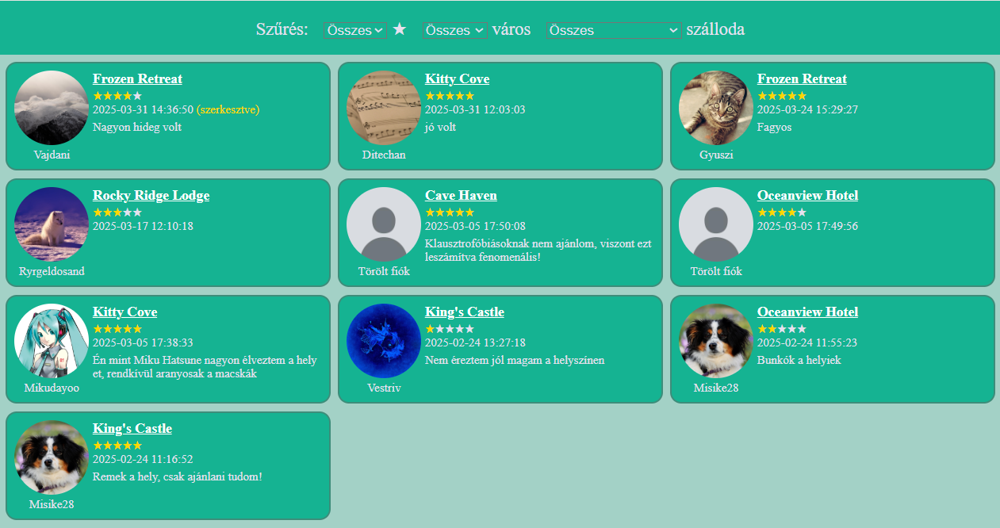 Szűrés: Összes ★ Összes város Összes szálloda
Frozen Retreat
★★★★★
2025-03-31 14:36:50 (szerkesztve)
Nagyon hideg volt
Vajdani
Kitty Cove
★★★★★
2025-03-31 12:03:03
jó volt
Ditechan
Frozen Retreat
★★★★★
2025-03-24 15:29:27
Fagyos
Gyuszi
Rocky Ridge Lodge
★★★★★
2025-03-17 12:10:18
Ryrgeldosand
Cave Haven
★★★★★
2025-03-05 17:50:08
Klausztrofóbiásoknak nem ajánlom, viszont ezt
leszámítva fenomenális!
Törölt fiók
Oceanview Hotel
★★★★★
2025-03-05 17:49:56
Törölt fiók
Kitty Cove
★★★★★
2025-03-05 17:38:33
Én mint Miku Hatsune nagyon élveztem a hely
et, rendkívül aranyosak a macskák
Mikudayoo
King's Castle
★★★★★
2025-02-24 13:27:18
Nem éreztem jól magam a helyszínen
Vestriv
Oceanview Hotel
★★★★★
2025-02-24 11:55:23
Bunkók a helyiek
Misike28
King's Castle
★★★★★
2025-02-24 11:16:52
Remek a hely, csak ajánlani tudom!
Misike28